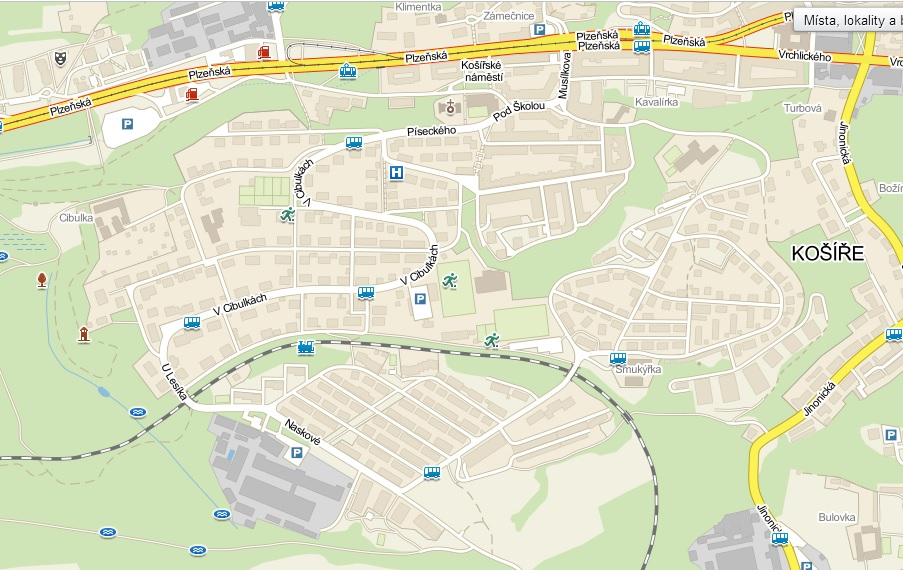 Klimentka
Zámečnice
P
Plzeňská
Plzeňská
Plzeňská
Místa, lokality a b
Plzeňská
Plzeňská
Plzeňská
Vrchlického
Košířské
náměstí
Musílkova
Kavalírka
Turbová
P
Píseckého
Pod Školou
Jinonická
V Cibulkách
H
Cibulka
KOŠÍŘE
V Cibulkách
V Cibulkách
P
U Lesíka
Smukýřka
Jinonická
Naskové
P
P
Bulovka
P